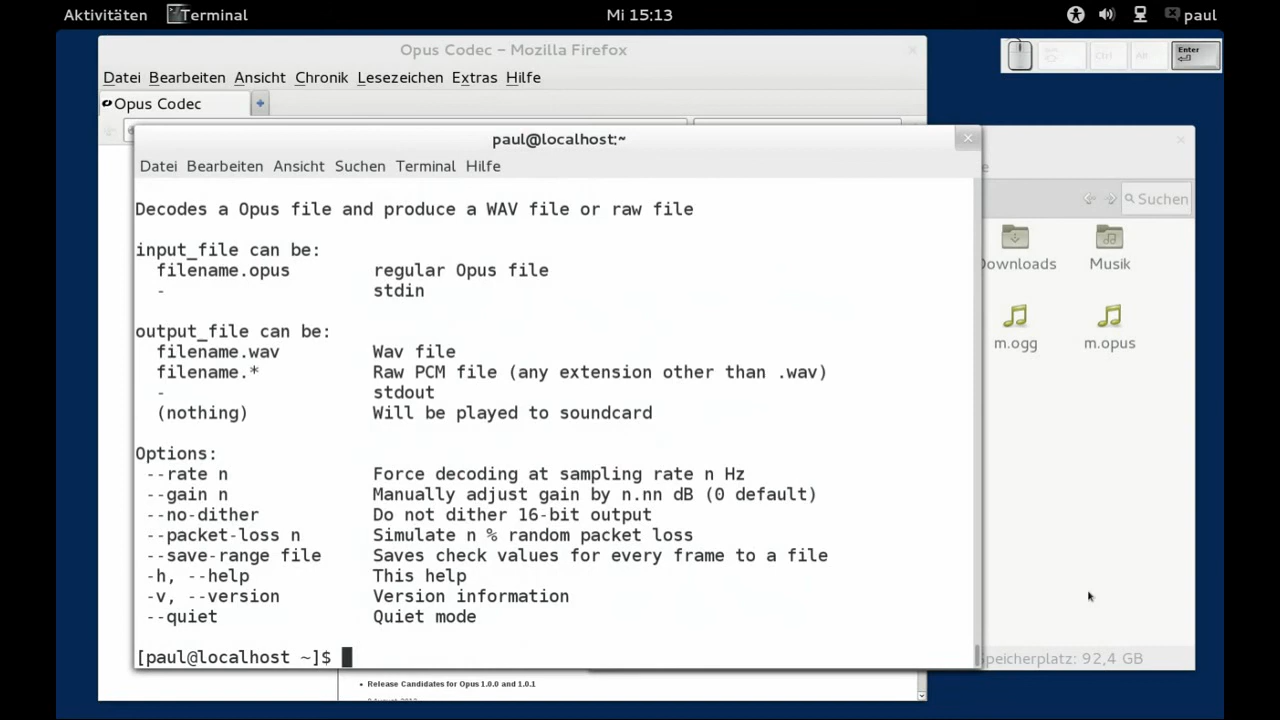 Aktivitäten
Terminal
Mi 15:13
paul
Opus Codec – Mozilla Firefox
Datei Bearbeiten Ansicht Chronik Lesezeichen Extras Hilfe
Opus Codec
Enter
paul@localhost:~
Datei Bearbeiten Ansicht Suchen Terminal Hilfe
Decodes a Opus file and produce a WAV file or raw file
input_file can be:
filename.opus regular Opus file
- stdin
output_file can be:
filename.wav Wav file
filename.* Raw PCM file (any extension other than .wav)
- stdout
(nothing) Will be played to soundcard
Options:
--rate n Force decoding at sampling rate n Hz
--gain n Manually adjust gain by n.nn dB (0 default)
--no-dither Do not dither 16-bit output
--packet-loss n Simulate n % random packet loss
--save-range file Saves check values for every frame to a file
-h, --help This help
-v, --version Version information
--quiet Quiet mode
[paul@localhost ~]$
Suchen
Downloads
Musik
m.ogg
m.opus
Speicherplatz: 92,4 GB
• Release Candidates for Opus 1.0.0 and 1.0.1